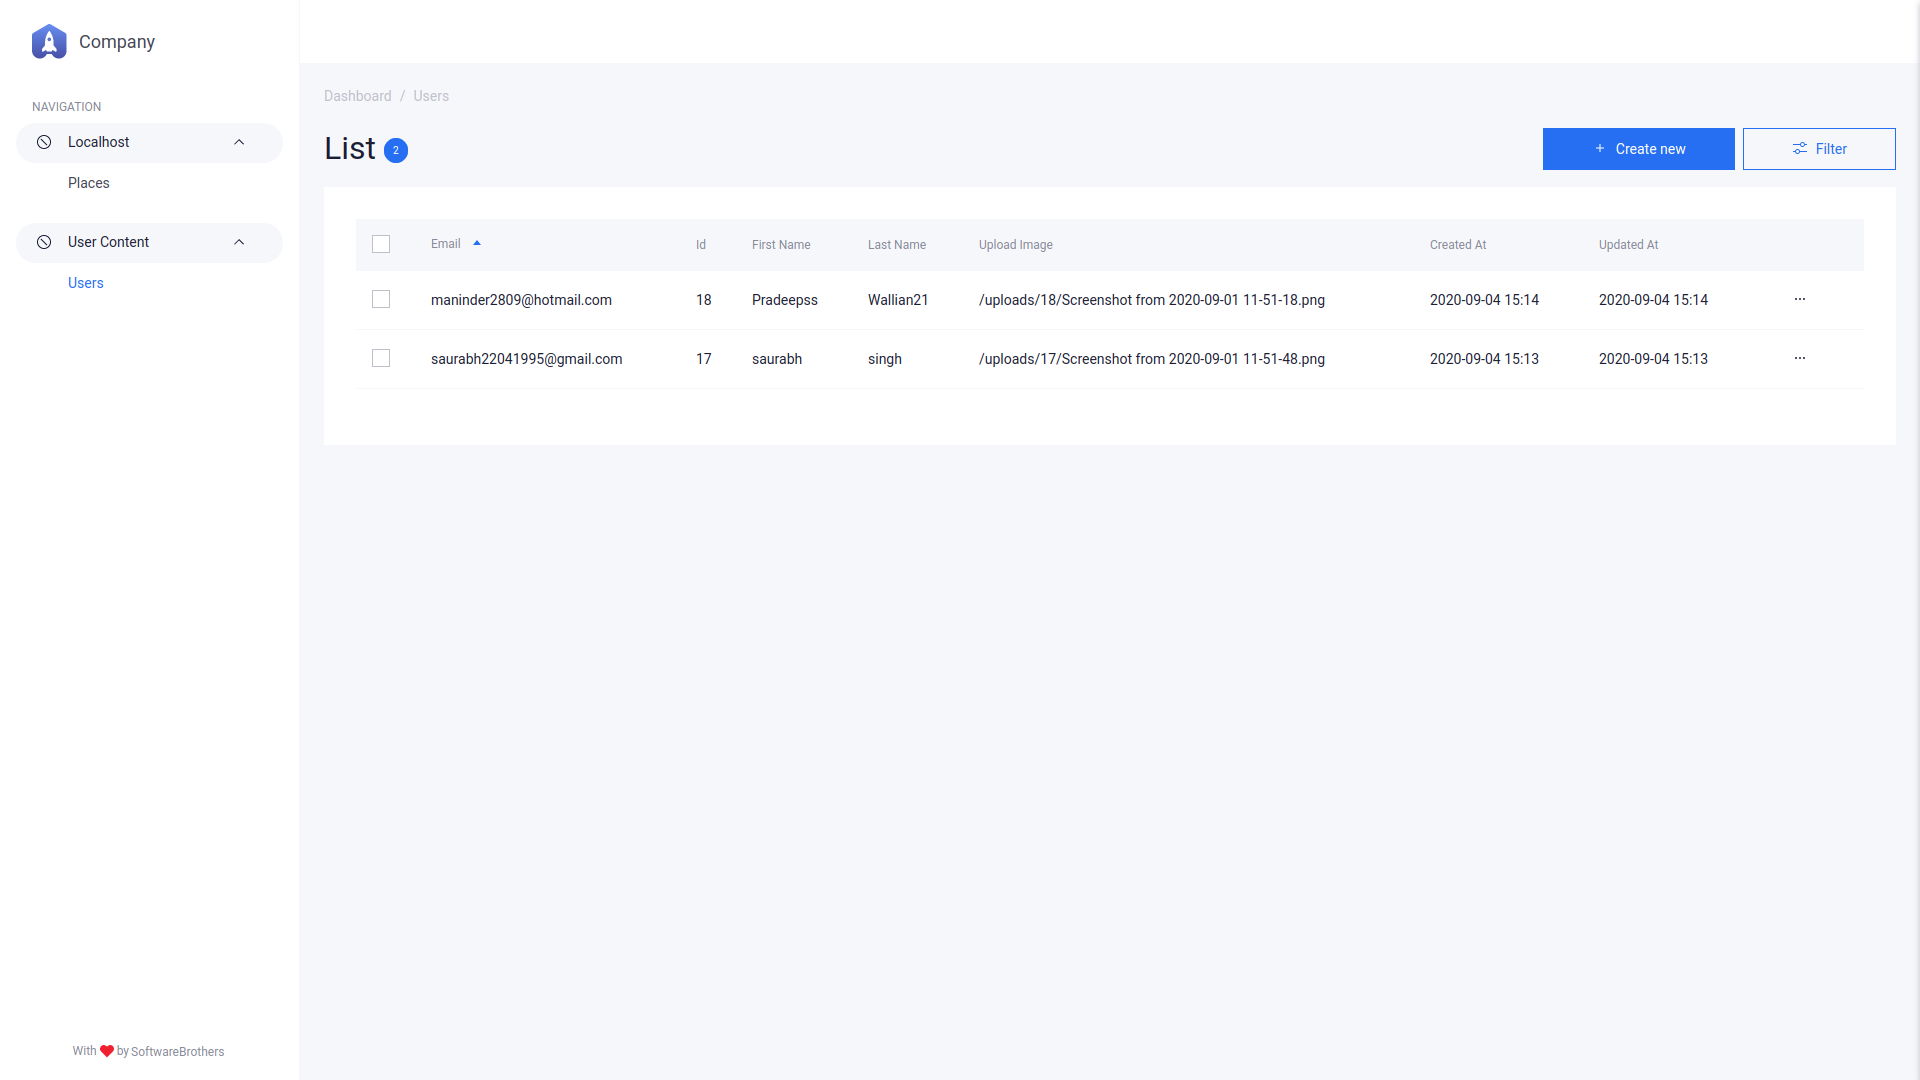 Company
NAVIGATION
Localhost
Places
User Content
Users
With ❤ by SoftwareBrothers
Dashboard / Users
List 2
+ Create new
Filter
Email Id First Name Last Name Upload Image Created At Updated At
maninder2809@hotmail.com 18 Pradeepss Wallian21 /uploads/18/Screenshot from 2020-09-01 11-51-18.png 2020-09-04 15:14 2020-09-04 15:14 ...
saurabh22041995@gmail.com 17 saurabh singh /uploads/17/Screenshot from 2020-09-01 11-51-48.png 2020-09-04 15:13 2020-09-04 15:13 ...